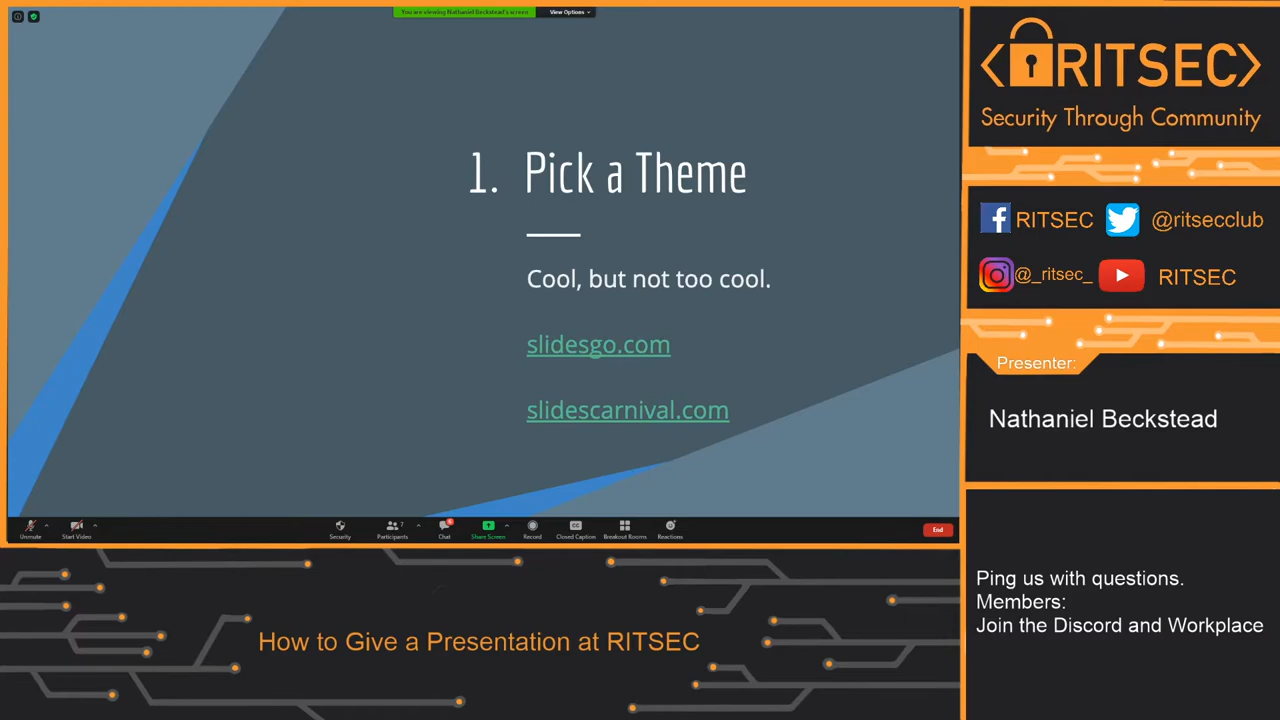 You are viewing Nathaniel Beckstead's screen
View Options
1. Pick a Theme
Cool, but not too cool.
slidesgo.com
slidescarnival.com
Unmute
Start Video
Security
Participants
7
Chat
Share Screen
Record
CC
Closed Caption
Breakout Rooms
Reactions
End
RITSEC
Security Through Community
RITSEC
@ritsecclub
@_ritsec_
RITSEC
Presenter:
Nathaniel Beckstead
Ping us with questions.
Members:
Join the Discord and Workplace
How to Give a Presentation at RITSEC